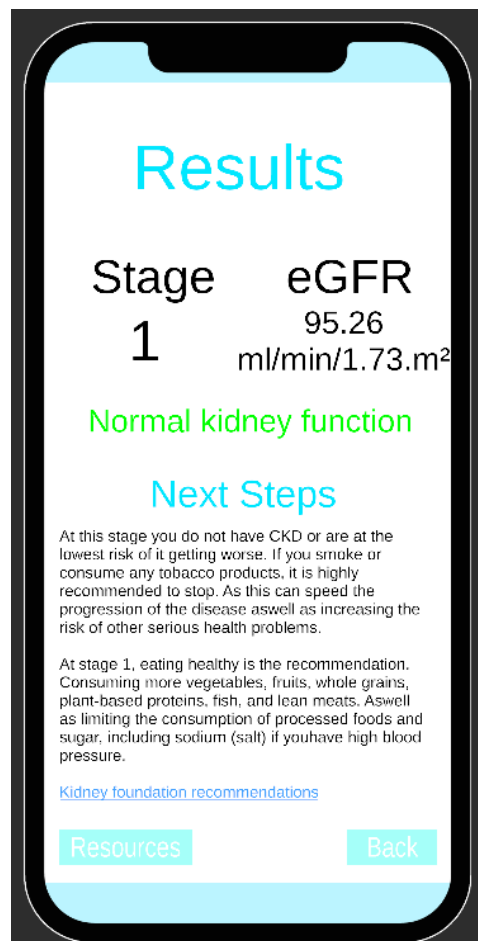 Results
Stage
1
eGFR
95.26
ml/min/1.73.m²
Normal kidney function
Next Steps
At this stage you do not have CKD or are at the
lowest risk of it getting worse. If you smoke or
consume any tobacco products, it is highly
recommended to stop. As this can speed the
progression of the disease aswell as increasing the
risk of other serious health problems.
At stage 1, eating healthy is the recommendation.
Consuming more vegetables, fruits, whole grains,
plant-based proteins, fish, and lean meats. Aswell
as limiting the consumption of processed foods and
sugar, including sodium (salt) if youhave high blood
pressure.
Kidney foundation recommendations
Resources
Back